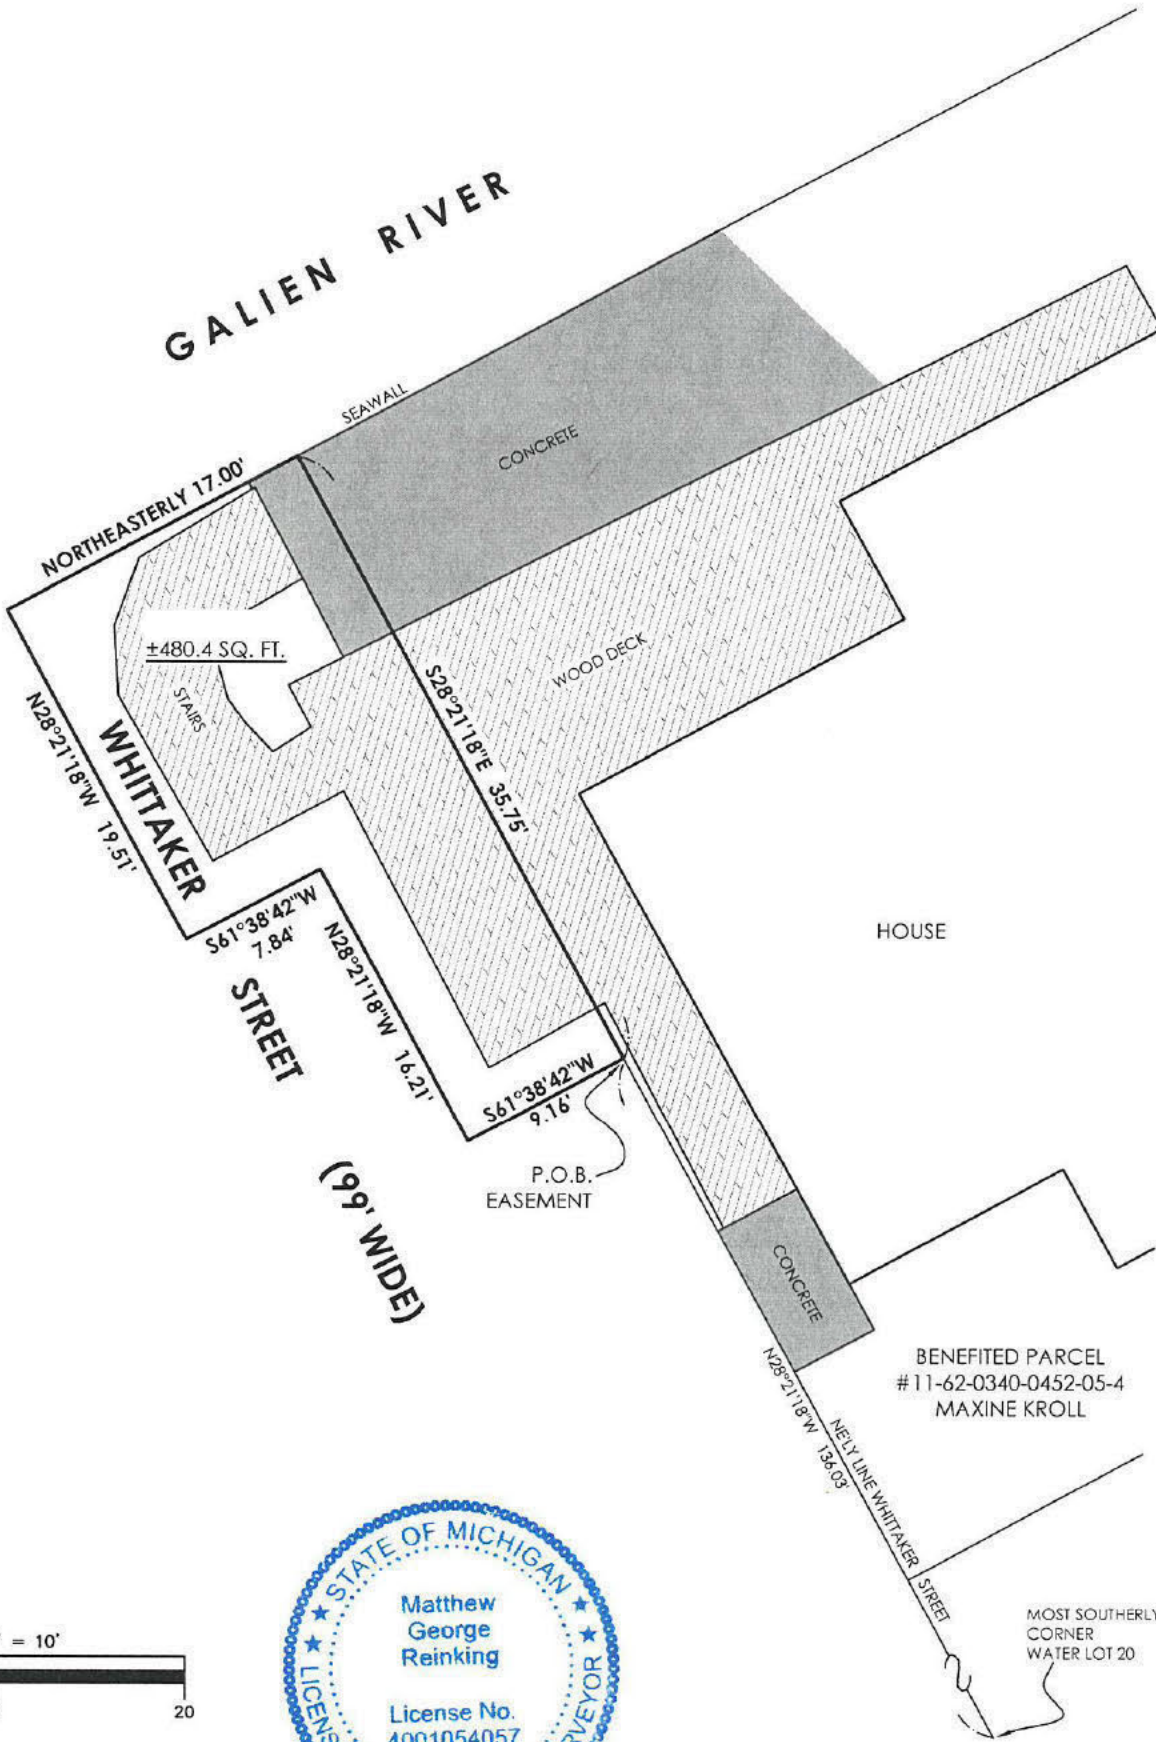 GALIEN RIVER
SEAWALL
CONCRETE
NORTHEASTERLY 17.00'
±480.4 SQ. FT.
STAIRS
WOOD DECK
S28°21'18"E 35.75'
N28°21'18"W 19.51'
WHITTAKER
STREET
(99' WIDE)
S61°38'42"W
7.84'
N28°21'18"W 16.21'
S61°38'42"W
9.16'
P.O.B.
EASEMENT
HOUSE
CONCRETE
BENEFITED PARCEL
#11-62-0340-0452-05-4
MAXINE KROLL
N28°21'18"W 136.03'
NE'LY LINE WHITTAKER STREET
MOST SOUTHERLY
CORNER
WATER LOT 20
= 10'
20
STATE OF MICHIGAN
Matthew
George
Reinking
License No.
4001054057